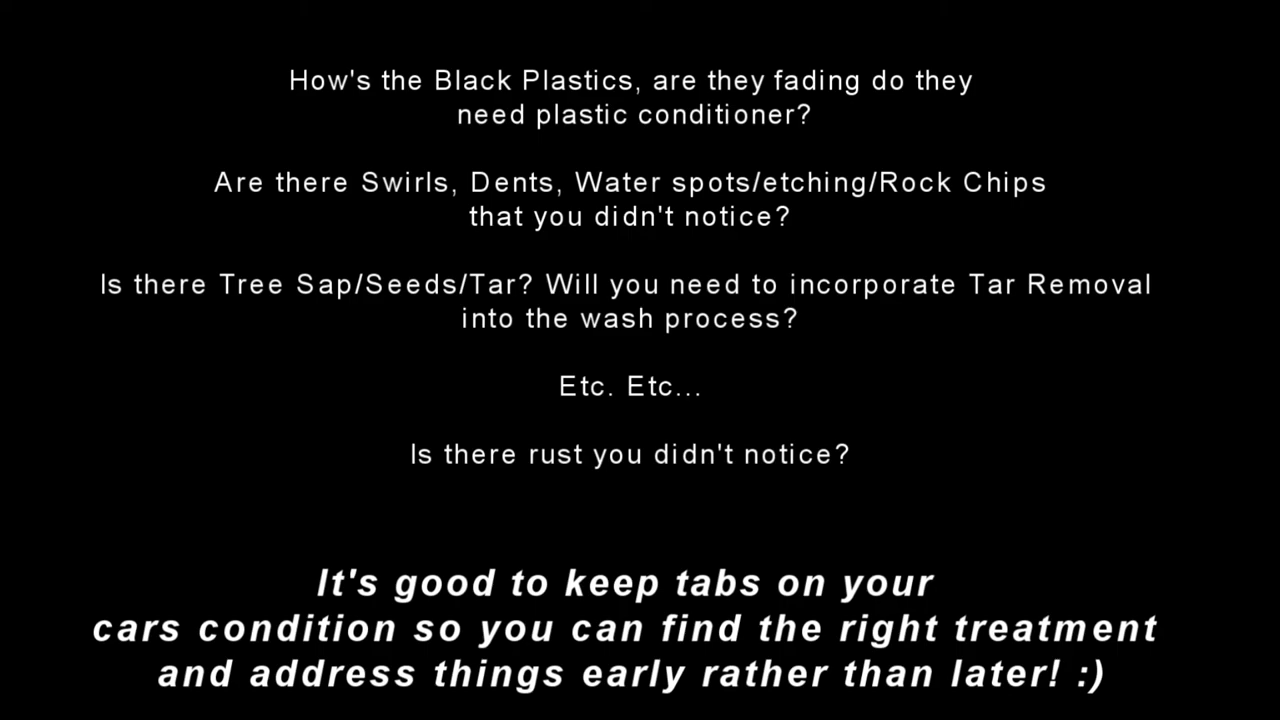 How's the Black Plastics, are they fading do they
need plastic conditioner?
Are there Swirls, Dents, Water spots/etching/Rock Chips
that you didn't notice?
Is there Tree Sap/Seeds/Tar? Will you need to incorporate Tar Removal
into the wash process?
Etc. Etc...
Is there rust you didn't notice?
It's good to keep tabs on your
cars condition so you can find the right treatment
and address things early rather than later! :)